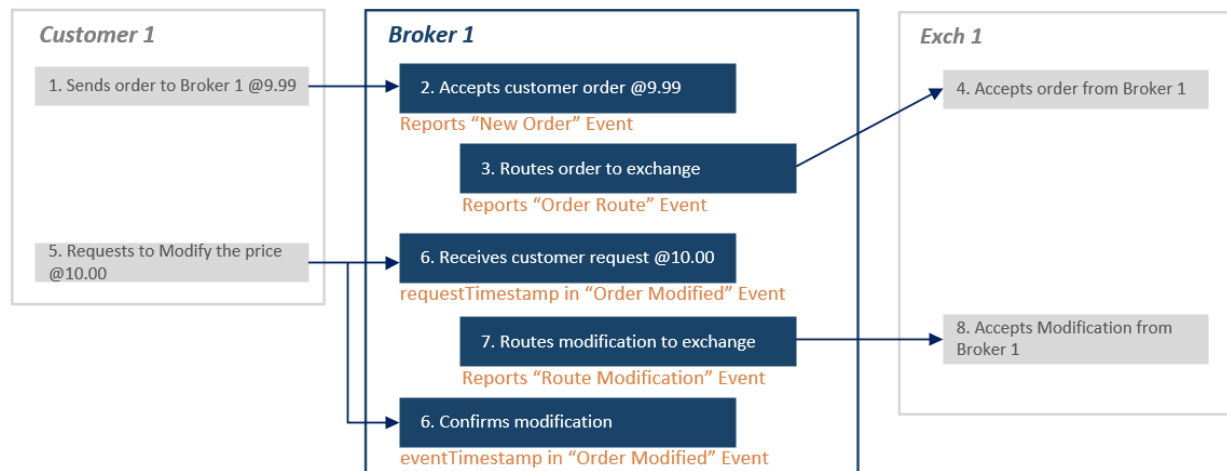 Customer 1
Broker 1
Exch 1
1. Sends order to Broker 1 @9.99
2. Accepts customer order @9.99
4. Accepts order from Broker 1
Reports “New Order” Event
3. Routes order to exchange
Reports “Order Route” Event
5. Requests to Modify the price
@10.00
6. Receives customer request @10.00
requestTimestamp in “Order Modified” Event
7. Routes modification to exchange
8. Accepts Modification from
Broker 1
Reports “Route Modification” Event
6. Confirms modification
eventTimestamp in “Order Modified” Event